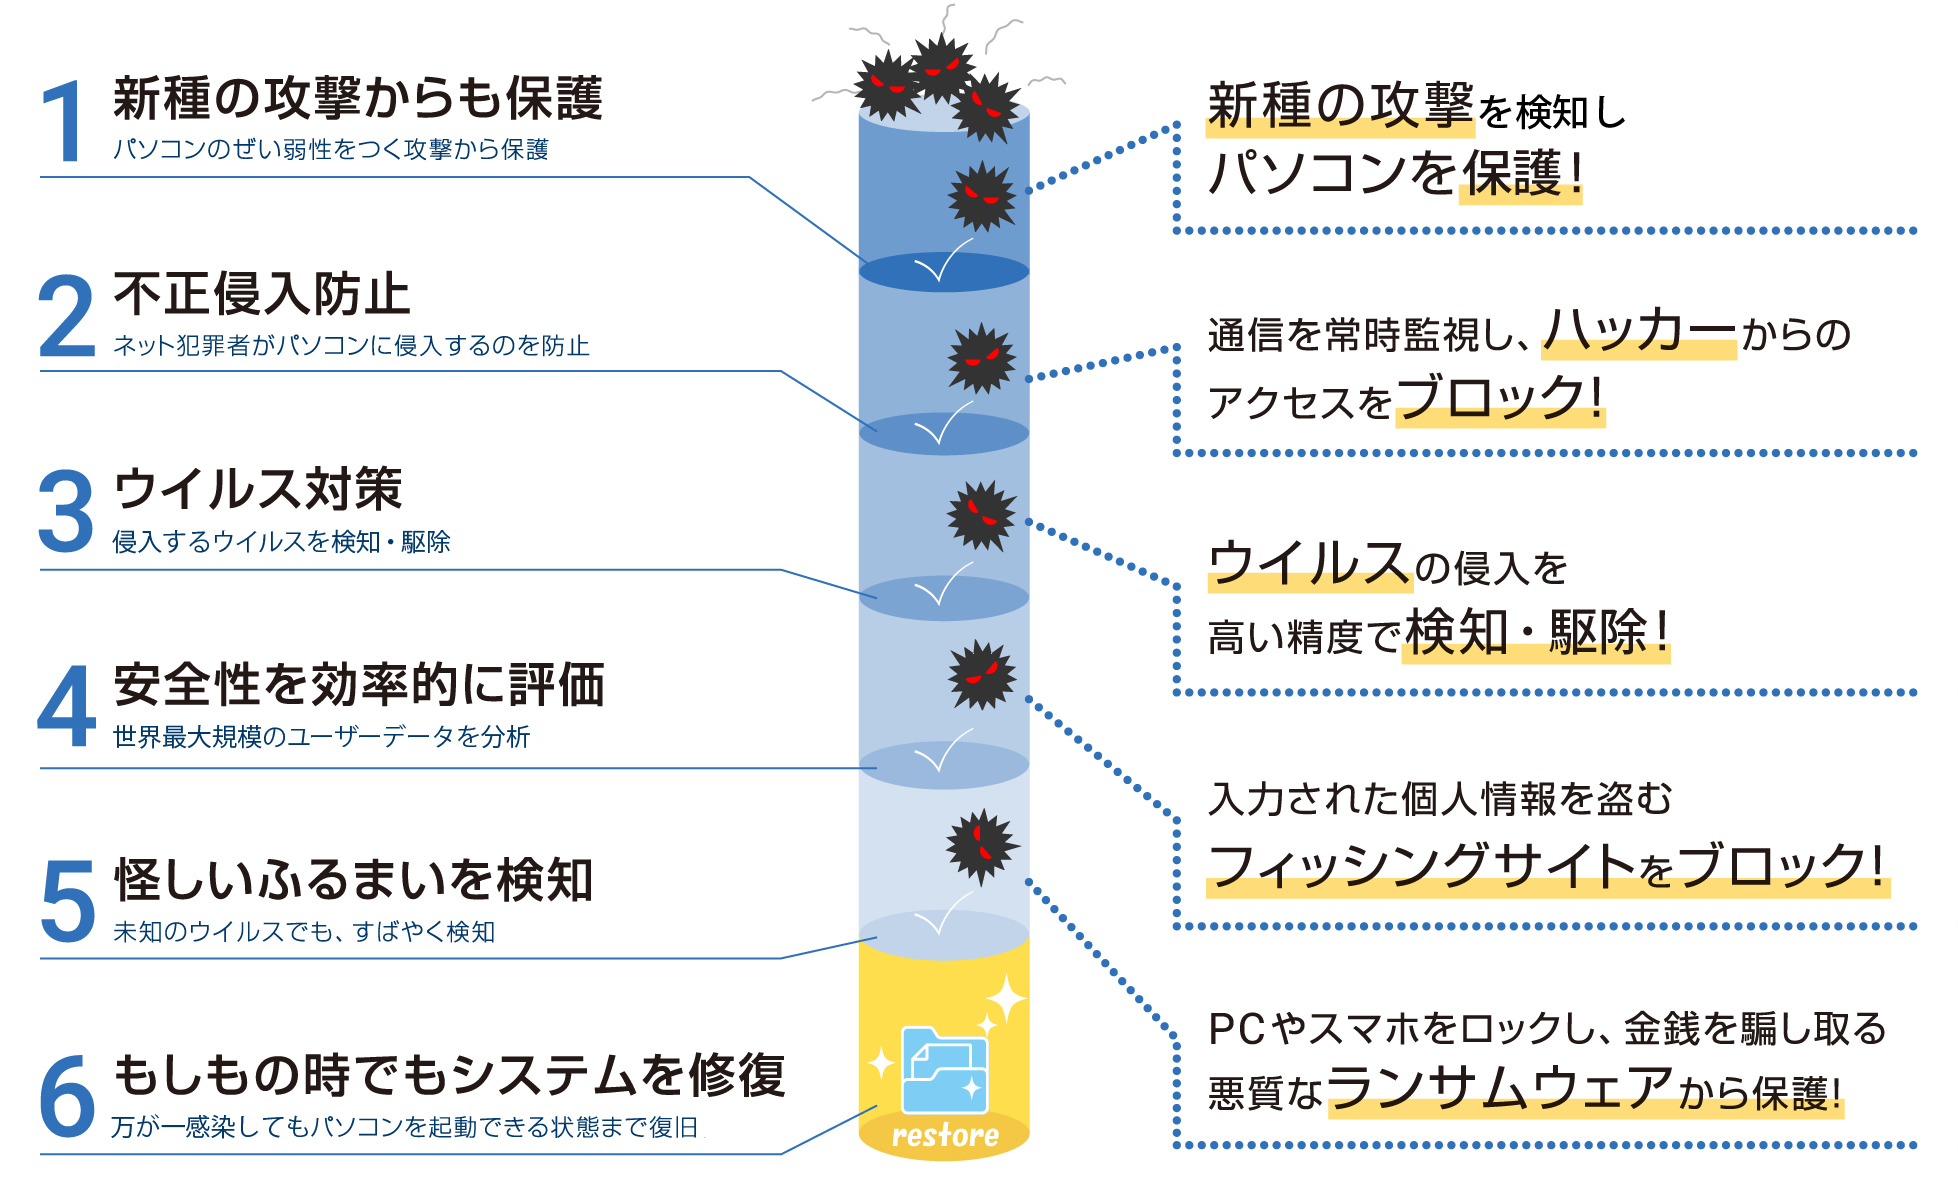 1
新種の攻撃からも保護
パソコンのぜい弱性をつく攻撃から保護
2
不正侵入防止
ネット犯罪者がパソコンに侵入するのを防止
3
ウイルス対策
侵入するウイルスを検知・駆除
4
安全性を効率的に評価
世界最大規模のユーザーデータを分析
5
怪しいふるまいを検知
未知のウイルスでも、すばやく検知
6
もしもの時でもシステムを修復
万が一感染してもパソコンを起動できる状態まで復旧
restore
新種の攻撃を検知し
パソコンを保護!
通信を常時監視し、ハッカーからの
アクセスをブロック!
ウイルスの侵入を
高い精度で検知・駆除!
入力された個人情報を盗む
フィッシングサイトをブロック!
PCやスマホをロックし、金銭を騙し取る
悪質なランサムウェアから保護!